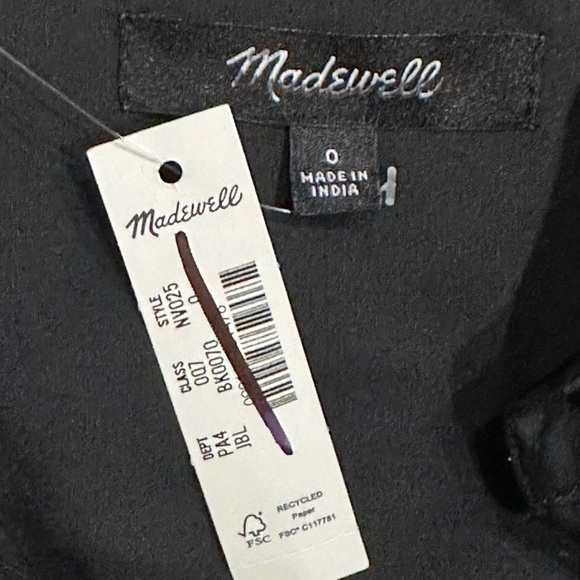 Madewell
0
MADE IN
INDIA
Madewell
STYLE
NV025
0
CLASS
007
BK0070
DEPT
PA4
JBL
FSC
RECYCLED
Paper
FSC® C117781